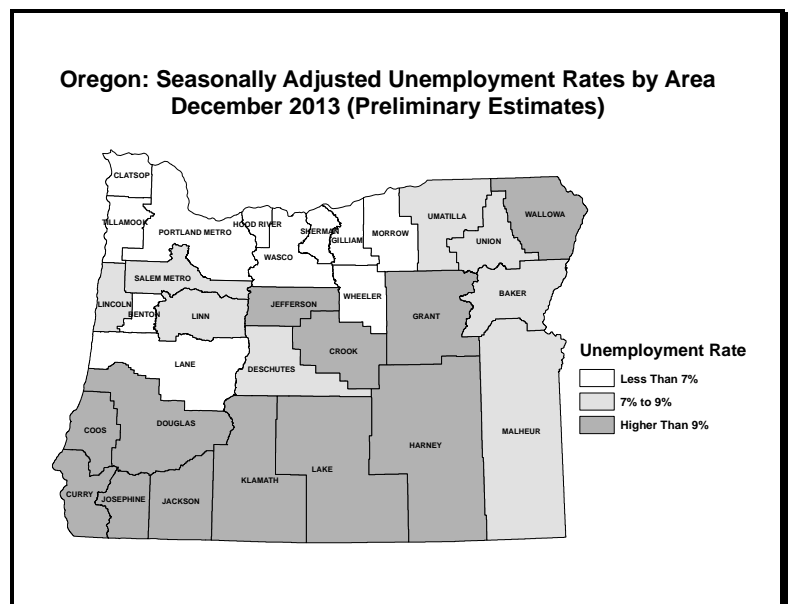 Oregon: Seasonally Adjusted Unemployment Rates by Area
December 2013 (Preliminary Estimates)
CLATSOP
TILLAMOOK
PORTLAND METRO
HOOD RIVER
SHERMAN
GILLIAM
MORROW
UMATILLA
WALLOWA
UNION
WASCO
SALEM METRO
LINCOLN
BENTON
LINN
JEFFERSON
WHEELER
GRANT
BAKER
LANE
DESCHUTES
CROOK
Unemployment Rate
Less Than 7%
7% to 9%
Higher Than 9%
COOS
DOUGLAS
HARNEY
MALHEUR
CURRY
JOSEPHINE
JACKSON
KLAMATH
LAKE